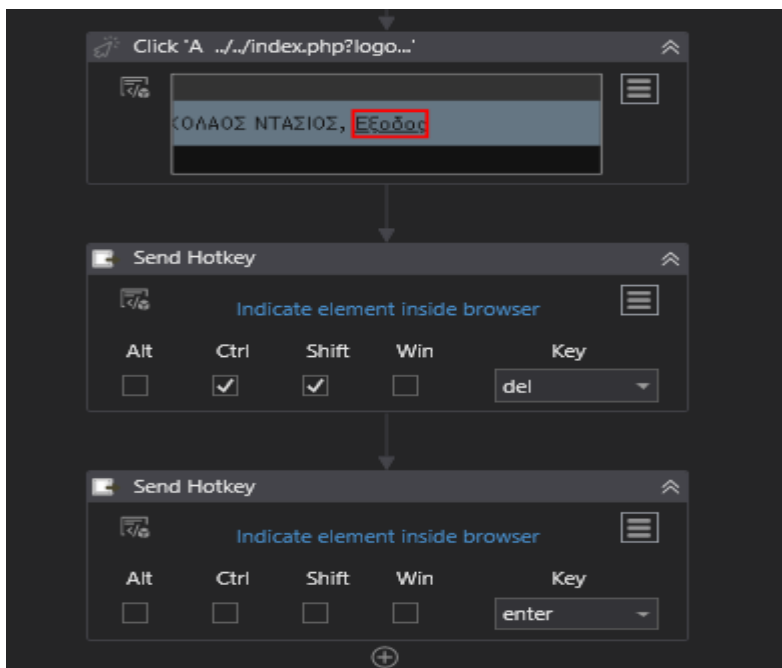 Click 'A ../../index.php?logo...'
ΚΟΛΑΟΣ ΝΤΑΣΙΟΣ, Εξοδος
Send Hotkey
Indicate element inside browser
Alt Ctrl Shift Win Key
del
Send Hotkey
Indicate element inside browser
Alt Ctrl Shift Win Key
enter